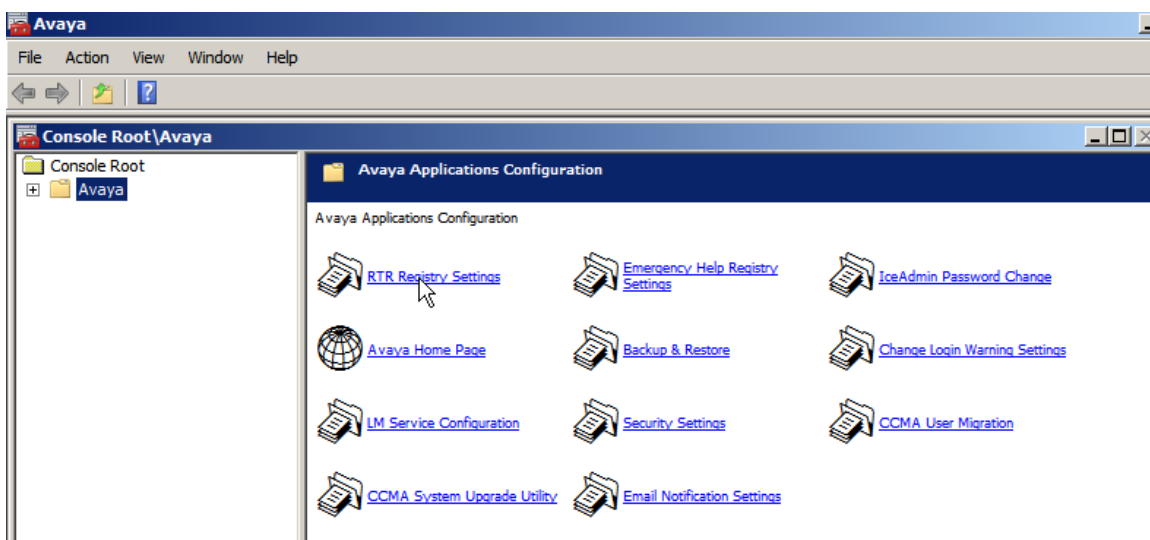 Avaya
File Action View Window Help
Console Root\Avaya
Console Root
Avaya
Avaya Applications Configuration
Avaya Applications Configuration
RTR Registry Settings
Emergency Help Registry
Settings
IceAdmin Password Change
Avaya Home Page
Backup & Restore
Change Login Warning Settings
LM Service Configuration
Security Settings
CCMA User Migration
CCMA System Upgrade Utility
Email Notification Settings